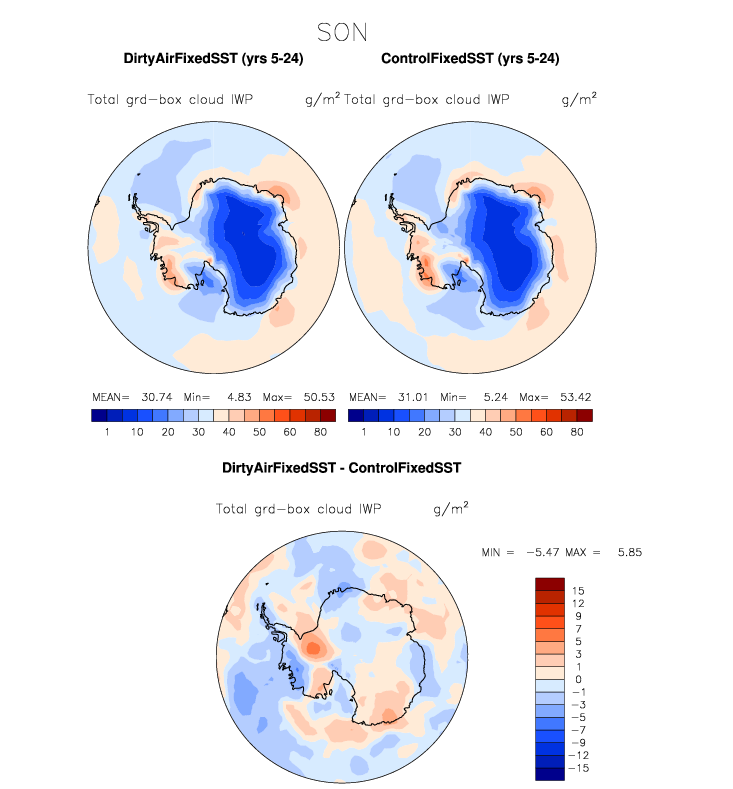 SON
DirtyAirFixedSST (yrs 5-24) ControlFixedSST (yrs 5-24)
Total grd-box cloud IWP g/m² Total grd-box cloud IWP g/m²
MEAN= 30.74 Min= 4.83 Max= 50.53 MEAN= 31.01 Min= 5.24 Max= 53.42
1 10 20 30 40 50 60 80 1 10 20 30 40 50 60 80
DirtyAirFixedSST - ControlFixedSST
Total grd-box cloud IWP g/m²
MIN = -5.47 MAX = 5.85
15
12
9
7
5
3
1
0
-1
-3
-5
-7
-9
-12
-15